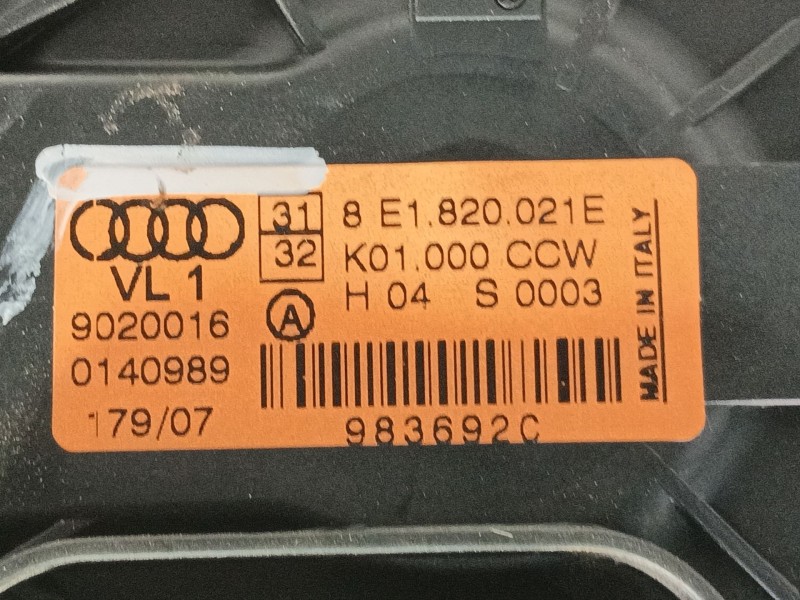 VL 1
9020016
0140989
179/07
31
32
A
8 E1.820.021E
K01.000 CCW
H 04 S 0003
983692C
MADE IN ITALY